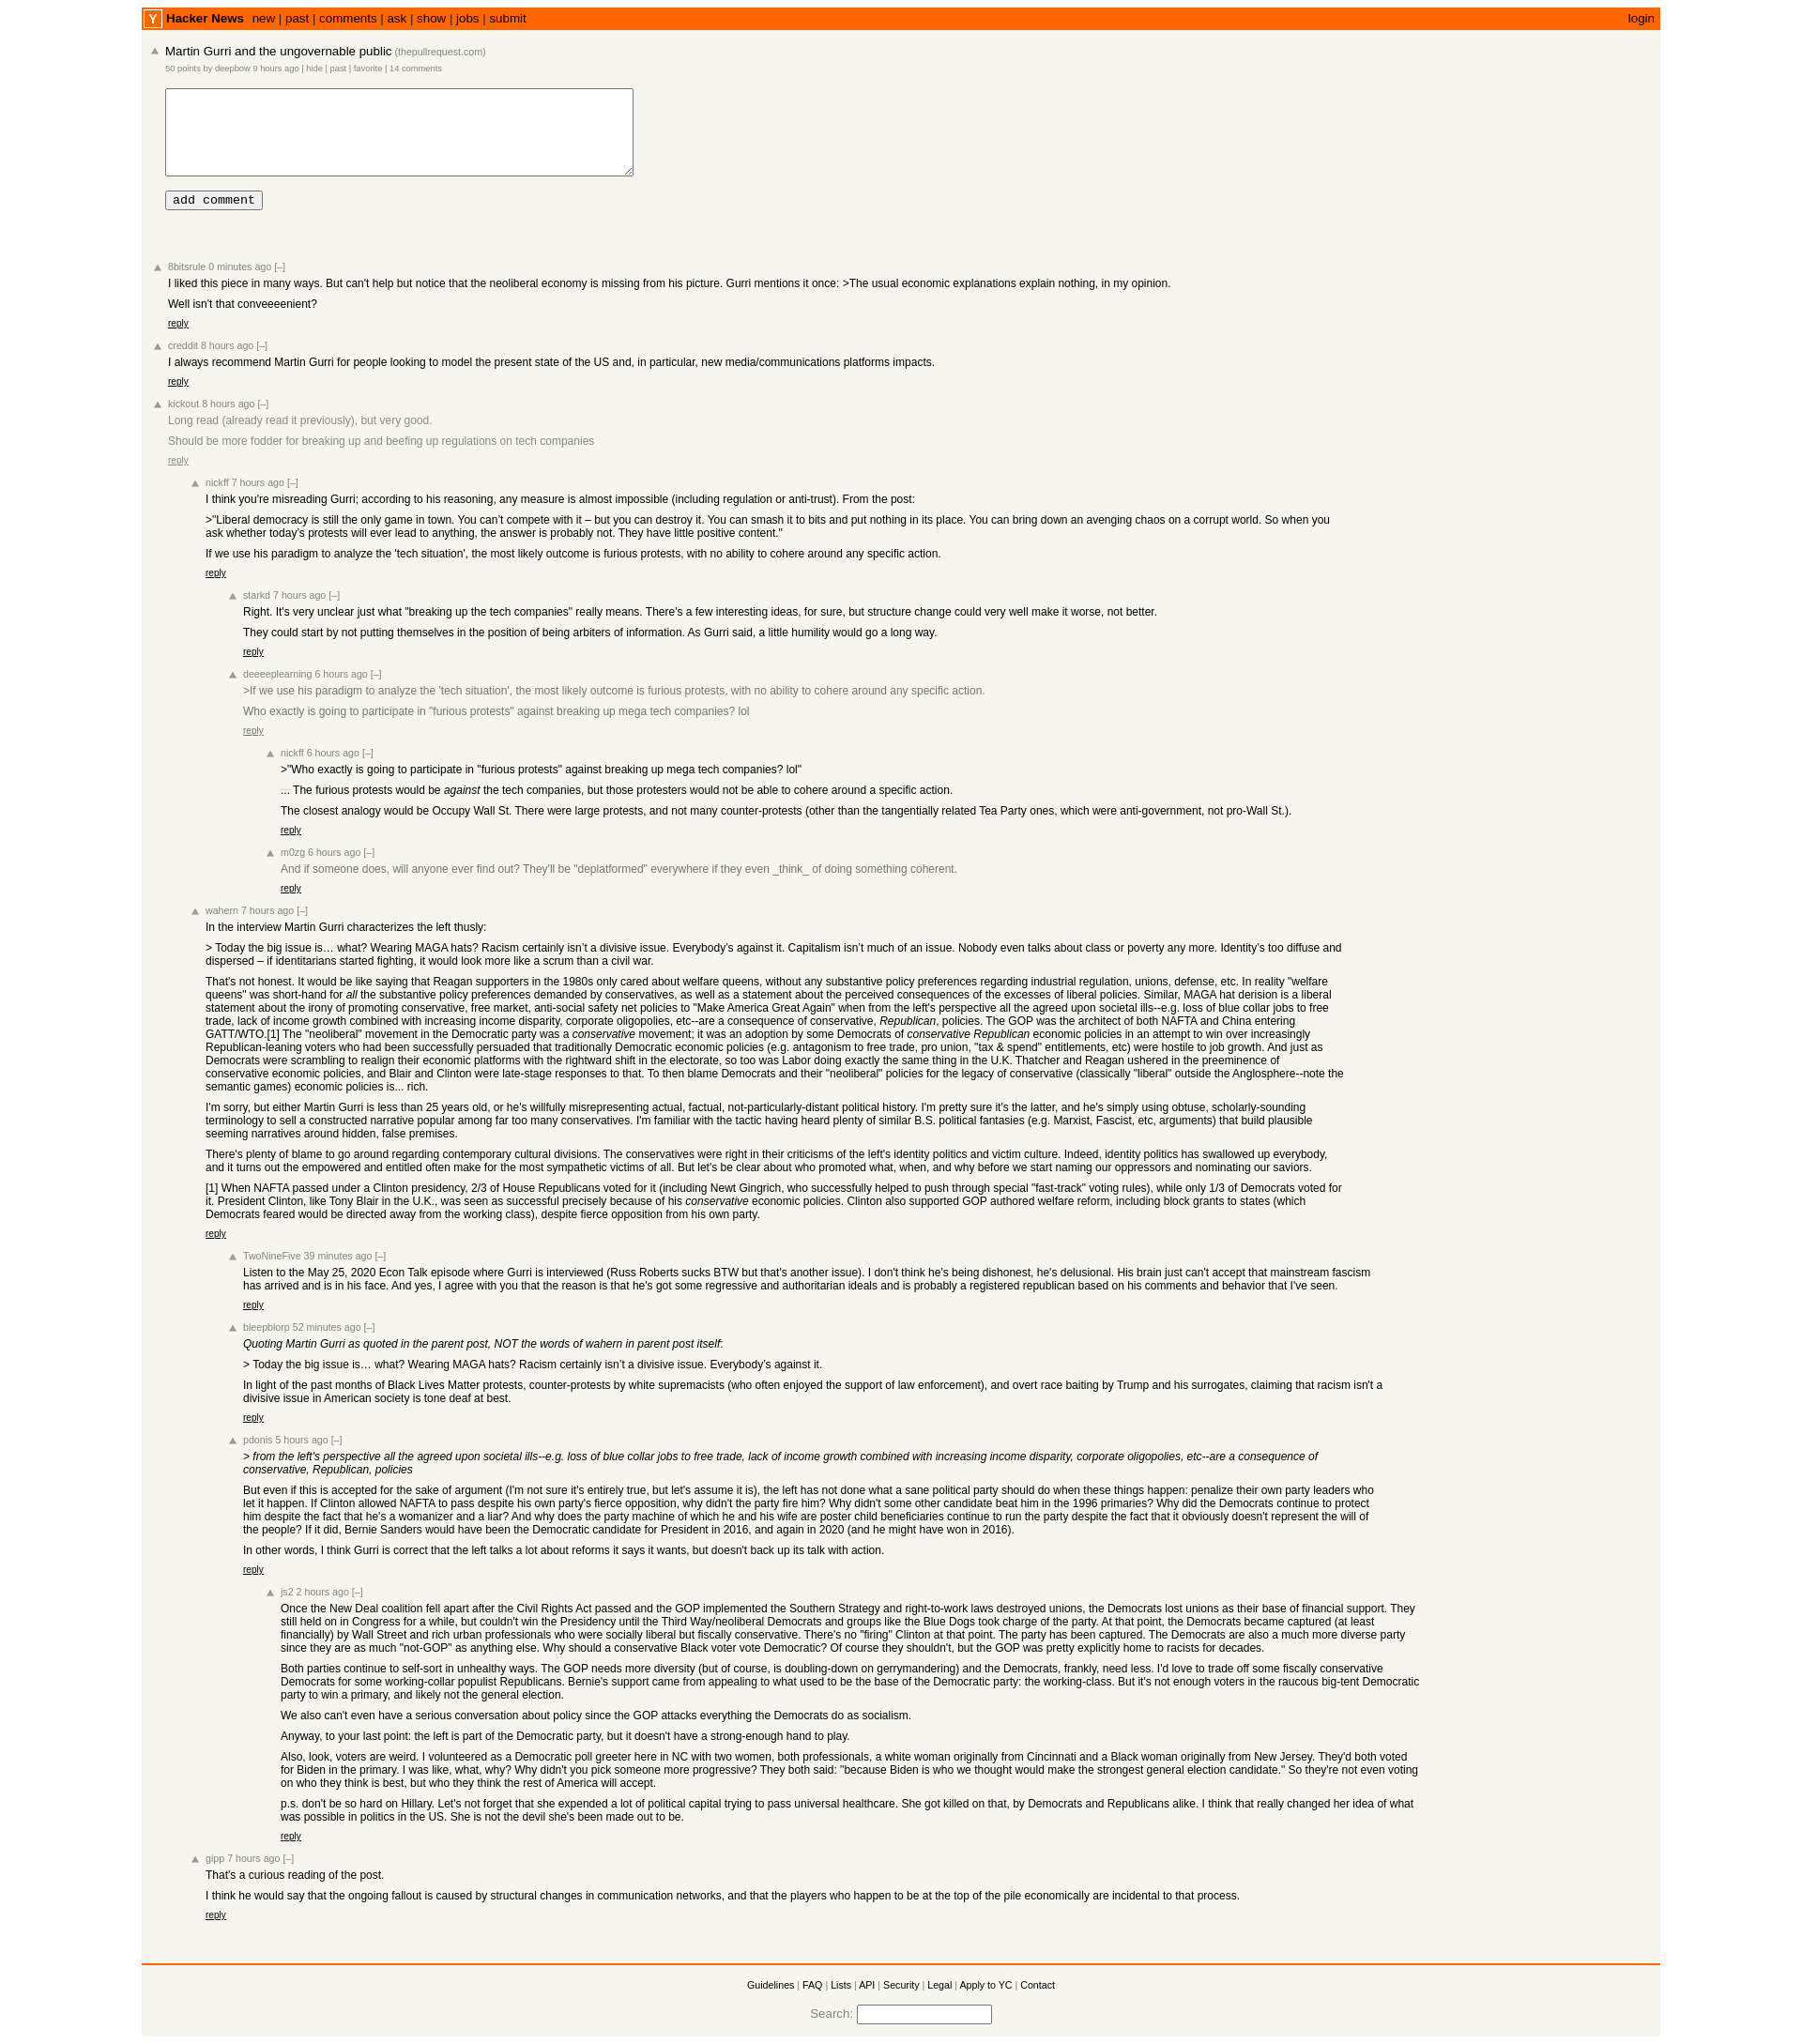 Y Hacker News new | past | comments | ask | show | jobs | submit login
Martin Gurri and the ungovernable public (thepullrequest.com)
50 points by deepbow 9 hours ago | hide | past | favorite | 14 comments
add comment
8bitsrule 0 minutes ago [–]
I liked this piece in many ways. But can't help but notice that the neoliberal economy is missing from his picture. Gurri mentions it once: >The usual economic explanations explain nothing, in my opinion.
Well isn't that conveeeenient?
reply
creddit 8 hours ago [–]
I always recommend Martin Gurri for people looking to model the present state of the US and, in particular, new media/communications platforms impacts.
reply
kickout 8 hours ago [–]
Long read (already read it previously), but very good.
Should be more fodder for breaking up and beefing up regulations on tech companies
reply
nickff 7 hours ago [–]
I think you're misreading Gurri; according to his reasoning, any measure is almost impossible (including regulation or anti-trust). From the post:
>"Liberal democracy is still the only game in town. You can’t compete with it – but you can destroy it. You can smash it to bits and put nothing in its place. You can bring down an avenging chaos on a corrupt world. So when you
ask whether today’s protests will ever lead to anything, the answer is probably not. They have little positive content."
If we use his paradigm to analyze the 'tech situation', the most likely outcome is furious protests, with no ability to cohere around any specific action.
reply
starkd 7 hours ago [–]
Right. It's very unclear just what "breaking up the tech companies" really means. There's a few interesting ideas, for sure, but structure change could very well make it worse, not better.
They could start by not putting themselves in the position of being arbiters of information. As Gurri said, a little humility would go a long way.
reply
deeeeplearning 6 hours ago [–]
>If we use his paradigm to analyze the 'tech situation', the most likely outcome is furious protests, with no ability to cohere around any specific action.
Who exactly is going to participate in "furious protests" against breaking up mega tech companies? lol
reply
nickff 6 hours ago [–]
>"Who exactly is going to participate in "furious protests" against breaking up mega tech companies? lol"
... The furious protests would be against the tech companies, but those protesters would not be able to cohere around a specific action.
The closest analogy would be Occupy Wall St. There were large protests, and not many counter-protests (other than the tangentially related Tea Party ones, which were anti-government, not pro-Wall St.).
reply
m0zg 6 hours ago [–]
And if someone does, will anyone ever find out? They'll be "deplatformed" everywhere if they even _think_ of doing something coherent.
reply
wahern 7 hours ago [–]
In the interview Martin Gurri characterizes the left thusly:
> Today the big issue is… what? Wearing MAGA hats? Racism certainly isn’t a divisive issue. Everybody’s against it. Capitalism isn’t much of an issue. Nobody even talks about class or poverty any more. Identity’s too diffuse and
dispersed – if identitarians started fighting, it would look more like a scrum than a civil war.
That's not honest. It would be like saying that Reagan supporters in the 1980s only cared about welfare queens, without any substantive policy preferences regarding industrial regulation, unions, defense, etc. In reality "welfare
queens" was short-hand for all the substantive policy preferences demanded by conservatives, as well as a statement about the perceived consequences of the excesses of liberal policies. Similar, MAGA hat derision is a liberal
statement about the irony of promoting conservative, free market, anti-social safety net policies to "Make America Great Again" when from the left's perspective all the agreed upon societal ills--e.g. loss of blue collar jobs to free
trade, lack of income growth combined with increasing income disparity, corporate oligopolies, etc--are a consequence of conservative, Republican, policies. The GOP was the architect of both NAFTA and China entering
GATT/WTO.[1] The "neoliberal" movement in the Democratic party was a conservative movement; it was an adoption by some Democrats of conservative Republican economic policies in an attempt to win over increasingly
Republican-leaning voters who had been successfully persuaded that traditionally Democratic economic policies (e.g. antagonism to free trade, pro union, "tax & spend" entitlements, etc) were hostile to job growth. And just as
Democrats were scrambling to realign their economic platforms with the rightward shift in the electorate, so too was Labor doing exactly the same thing in the U.K. Thatcher and Reagan ushered in the preeminence of
conservative economic policies, and Blair and Clinton were late-stage responses to that. To then blame Democrats and their "neoliberal" policies for the legacy of conservative (classically "liberal" outside the Anglosphere--note the
semantic games) economic policies is... rich.
I'm sorry, but either Martin Gurri is less than 25 years old, or he's willfully misrepresenting actual, factual, not-particularly-distant political history. I'm pretty sure it's the latter, and he's simply using obtuse, scholarly-sounding
terminology to sell a constructed narrative popular among far too many conservatives. I'm familiar with the tactic having heard plenty of similar B.S. political fantasies (e.g. Marxist, Fascist, etc, arguments) that build plausible
seeming narratives around hidden, false premises.
There's plenty of blame to go around regarding contemporary cultural divisions. The conservatives were right in their criticisms of the left's identity politics and victim culture. Indeed, identity politics has swallowed up everybody,
and it turns out the empowered and entitled often make for the most sympathetic victims of all. But let's be clear about who promoted what, when, and why before we start naming our oppressors and nominating our saviors.
[1] When NAFTA passed under a Clinton presidency, 2/3 of House Republicans voted for it (including Newt Gingrich, who successfully helped to push through special "fast-track" voting rules), while only 1/3 of Democrats voted for
it. President Clinton, like Tony Blair in the U.K., was seen as successful precisely because of his conservative economic policies. Clinton also supported GOP authored welfare reform, including block grants to states (which
Democrats feared would be directed away from the working class), despite fierce opposition from his own party.
reply
TwoNineFive 39 minutes ago [–]
Listen to the May 25, 2020 Econ Talk episode where Gurri is interviewed (Russ Roberts sucks BTW but that's another issue). I don't think he's being dishonest, he's delusional. His brain just can't accept that mainstream fascism
has arrived and is in his face. And yes, I agree with you that the reason is that he's got some regressive and authoritarian ideals and is probably a registered republican based on his comments and behavior that I've seen.
reply
bleepblorp 52 minutes ago [–]
Quoting Martin Gurri as quoted in the parent post, NOT the words of wahern in parent post itself:
> Today the big issue is… what? Wearing MAGA hats? Racism certainly isn’t a divisive issue. Everybody’s against it.
In light of the past months of Black Lives Matter protests, counter-protests by white supremacists (who often enjoyed the support of law enforcement), and overt race baiting by Trump and his surrogates, claiming that racism isn't a
divisive issue in American society is tone deaf at best.
reply
pdonis 5 hours ago [–]
> from the left's perspective all the agreed upon societal ills--e.g. loss of blue collar jobs to free trade, lack of income growth combined with increasing income disparity, corporate oligopolies, etc--are a consequence of
conservative, Republican, policies
But even if this is accepted for the sake of argument (I'm not sure it's entirely true, but let's assume it is), the left has not done what a sane political party should do when these things happen: penalize their own party leaders who
let it happen. If Clinton allowed NAFTA to pass despite his own party's fierce opposition, why didn't the party fire him? Why didn't some other candidate beat him in the 1996 primaries? Why did the Democrats continue to protect
him despite the fact that he's a womanizer and a liar? And why does the party machine of which he and his wife are poster child beneficiaries continue to run the party despite the fact that it obviously doesn't represent the will of
the people? If it did, Bernie Sanders would have been the Democratic candidate for President in 2016, and again in 2020 (and he might have won in 2016).
In other words, I think Gurri is correct that the left talks a lot about reforms it says it wants, but doesn't back up its talk with action.
reply
js2 2 hours ago [–]
Once the New Deal coalition fell apart after the Civil Rights Act passed and the GOP implemented the Southern Strategy and right-to-work laws destroyed unions, the Democrats lost unions as their base of financial support. They
still held on in Congress for a while, but couldn't win the Presidency until the Third Way/neoliberal Democrats and groups like the Blue Dogs took charge of the party. At that point, the Democrats became captured (at least
financially) by Wall Street and rich urban professionals who were socially liberal but fiscally conservative. There's no "firing" Clinton at that point. The party has been captured. The Democrats are also a much more diverse party
since they are as much "not-GOP" as anything else. Why should a conservative Black voter vote Democratic? Of course they shouldn't, but the GOP was pretty explicitly home to racists for decades.
Both parties continue to self-sort in unhealthy ways. The GOP needs more diversity (but of course, is doubling-down on gerrymandering) and the Democrats, frankly, need less. I'd love to trade off some fiscally conservative
Democrats for some working-collar populist Republicans. Bernie's support came from appealing to what used to be the base of the Democratic party: the working-class. But it's not enough voters in the raucous big-tent Democratic
party to win a primary, and likely not the general election.
We also can't even have a serious conversation about policy since the GOP attacks everything the Democrats do as socialism.
Anyway, to your last point: the left is part of the Democratic party, but it doesn't have a strong-enough hand to play.
Also, look, voters are weird. I volunteered as a Democratic poll greeter here in NC with two women, both professionals, a white woman originally from Cincinnati and a Black woman originally from New Jersey. They'd both voted
for Biden in the primary. I was like, what, why? Why didn't you pick someone more progressive? They both said: "because Biden is who we thought would make the strongest general election candidate." So they're not even voting
on who they think is best, but who they think the rest of America will accept.
p.s. don't be so hard on Hillary. Let's not forget that she expended a lot of political capital trying to pass universal healthcare. She got killed on that, by Democrats and Republicans alike. I think that really changed her idea of what
was possible in politics in the US. She is not the devil she's been made out to be.
reply
gipp 7 hours ago [–]
That's a curious reading of the post.
I think he would say that the ongoing fallout is caused by structural changes in communication networks, and that the players who happen to be at the top of the pile economically are incidental to that process.
reply
Guidelines | FAQ | Lists | API | Security | Legal | Apply to YC | Contact
Search: